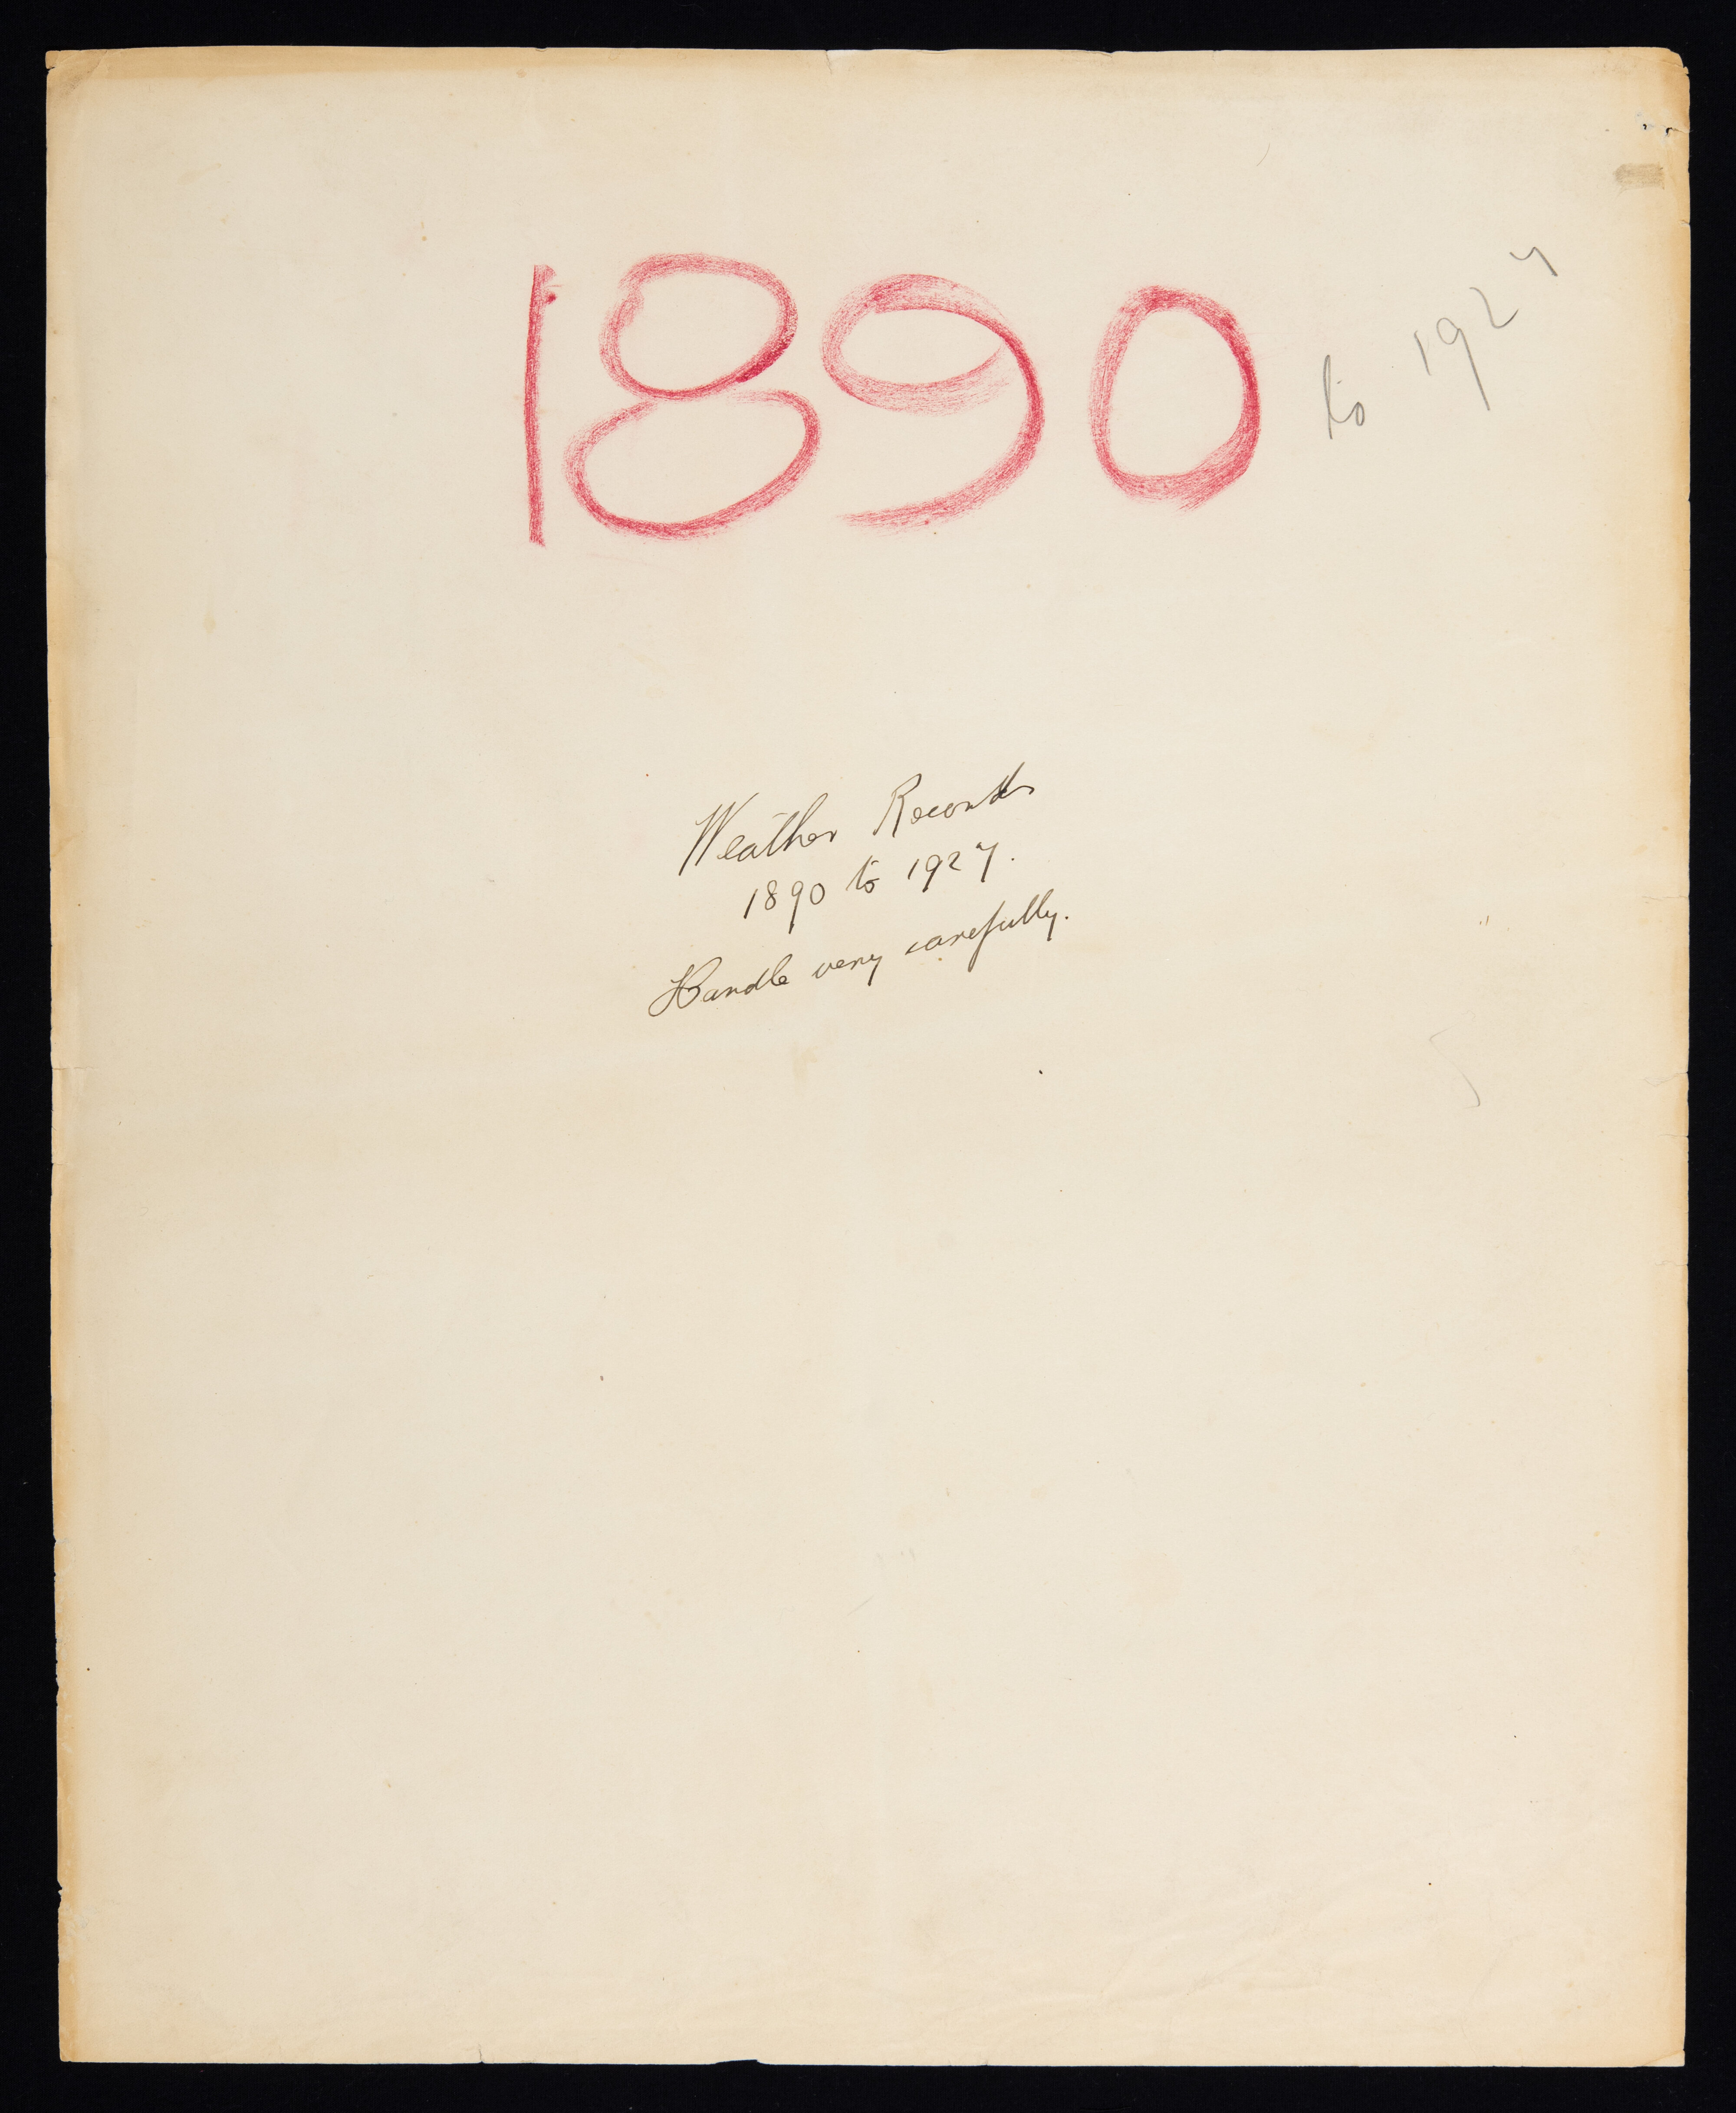 1890 to 1927
Weather Records
1890 to 1927.
Handle very carefully.